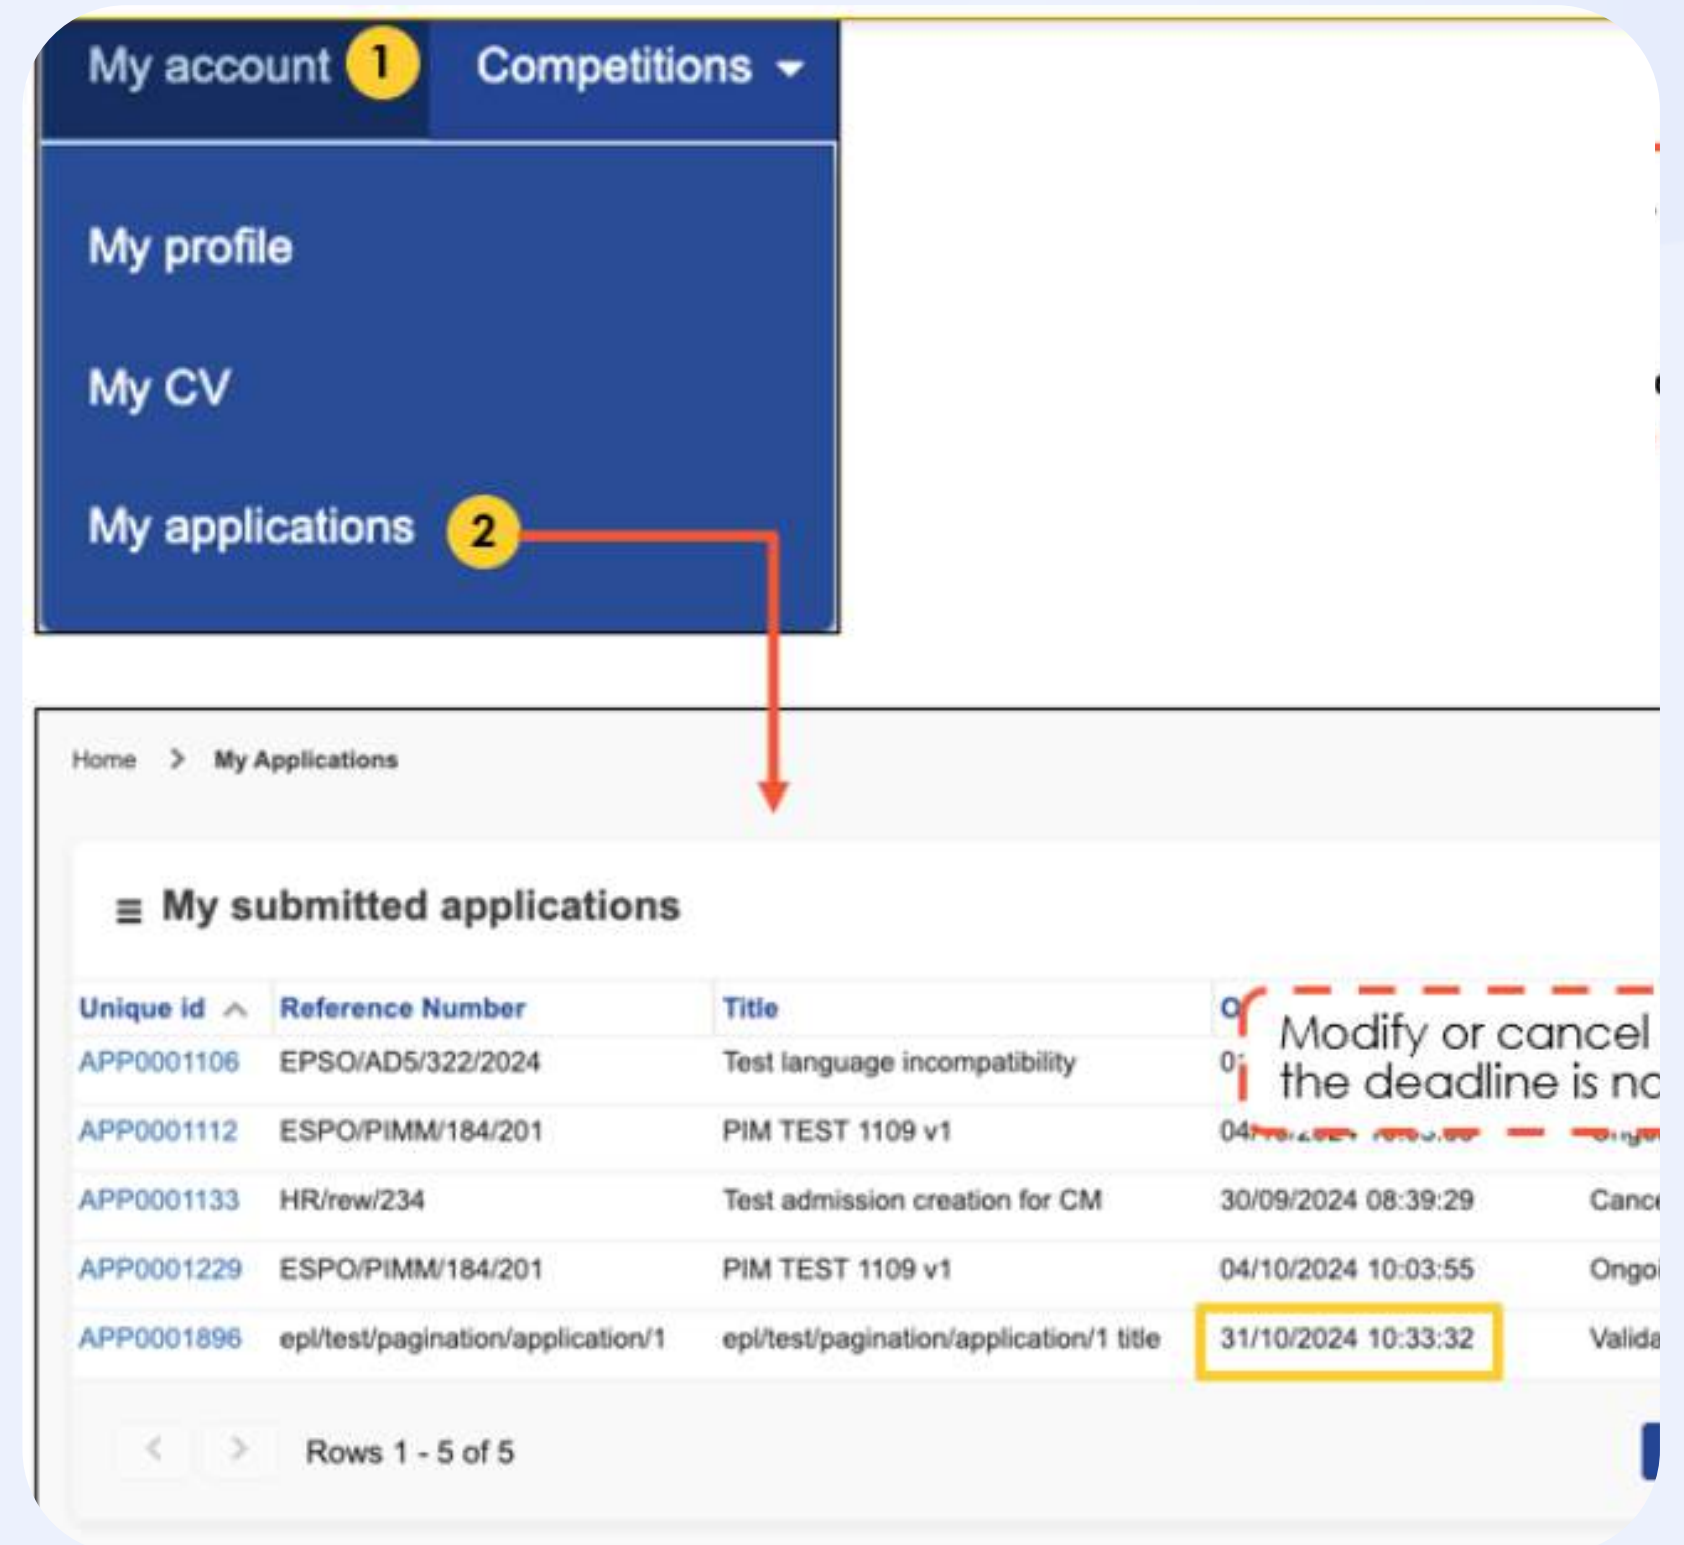 My account 1 Competitions
My profile
My CV
My applications 2
Home > My Applications
My submitted applications
Unique id Reference Number Title
Modify or cancel
the deadline is
APP0001106 EPSO/AD5/322/2024 Test language incompatibility
APP0001112 ESPO/PIMM/184/201 PIM TEST 1109 v1
APP0001133 HR/rew/234 Test admission creation for CM 30/09/2024 08:39:29
APP0001229 ESPO/PIMM/184/201 PIM TEST 1109 v1 04/10/2024 10:03:55
APP0001896 epl/test/pagination/application/1 epl/test/pagination/application/1 title 31/10/2024 10:33:32
Rows 1 - 5 of 5